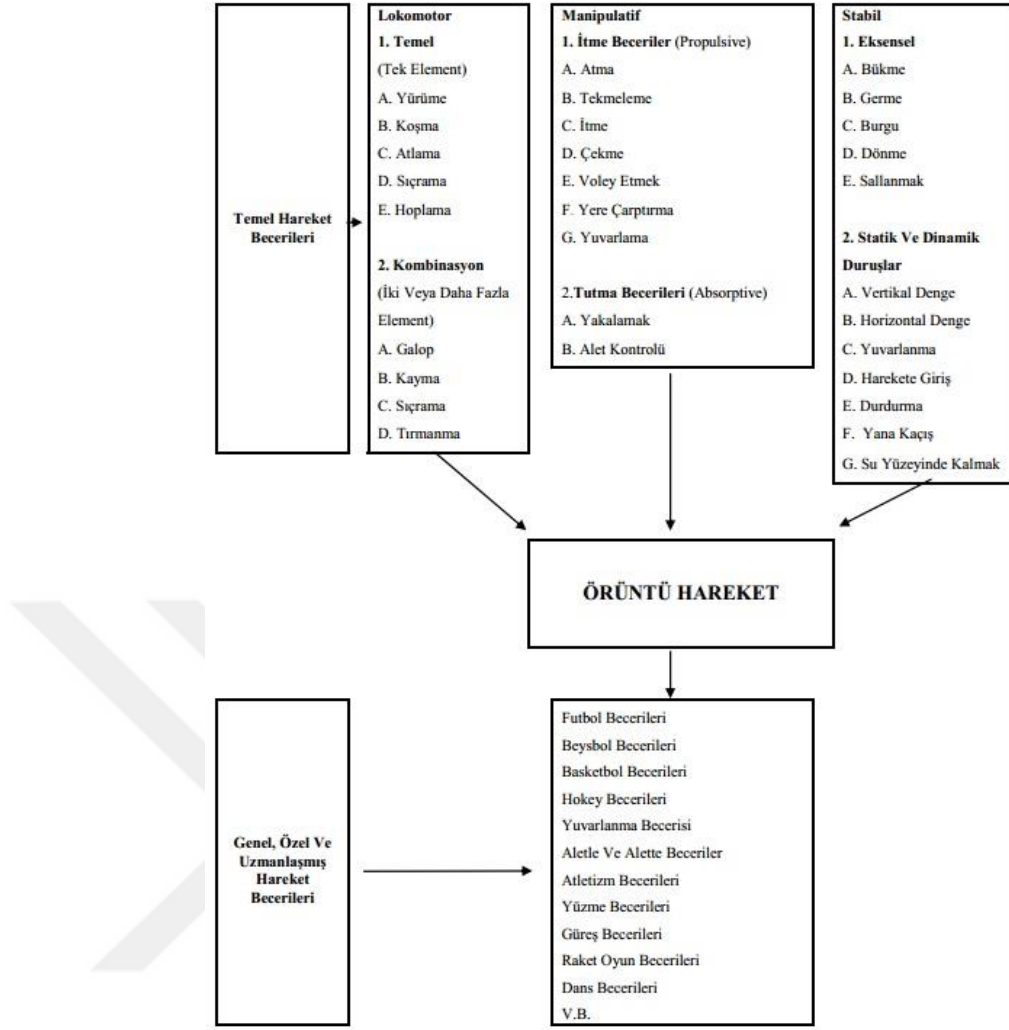 Temel Hareket
Becerileri
Lokomotor
1. Temel
(Tek Element)
A. Yürüme
B. Koşma
C. Atlama
D. Sıçrama
E. Hoplama
2. Kombinasyon
(İki Veya Daha Fazla
Element)
A. Galop
B. Kayma
C. Sıçrama
D. Tırmanma
Manipulatif
1. İtme Beceriler (Propulsive)
A. Atma
B. Tekmeleme
C. İtme
D. Çekme
E. Voley Etmek
F. Yere Çarptırma
G. Yuvarlama
2.Tutma Becerileri (Absorptive)
A. Yakalamak
B. Alet Kontrolü
Stabil
1. Eksensel
A. Bükme
B. Germe
C. Burgu
D. Dönme
E. Sallanmak
2. Statik Ve Dinamik
Duruşlar
A. Vertikal Denge
B. Horizontal Denge
C. Yuvarlanma
D. Harekete Giriş
E. Durdurma
F. Yana Kaçış
G. Su Yüzeyinde Kalmak
ÖRÜNTÜ HAREKET
Genel, Özel Ve
Uzmanlaşmış
Hareket
Becerileri
Futbol Becerileri
Beysbol Becerileri
Basketbol Becerileri
Hokey Becerileri
Yuvarlanma Becerisi
Aletle Ve Alette Beceriler
Atletizm Becerileri
Yüzme Becerileri
Güreş Becerileri
Raket Oyun Becerileri
Dans Becerileri
V.B.